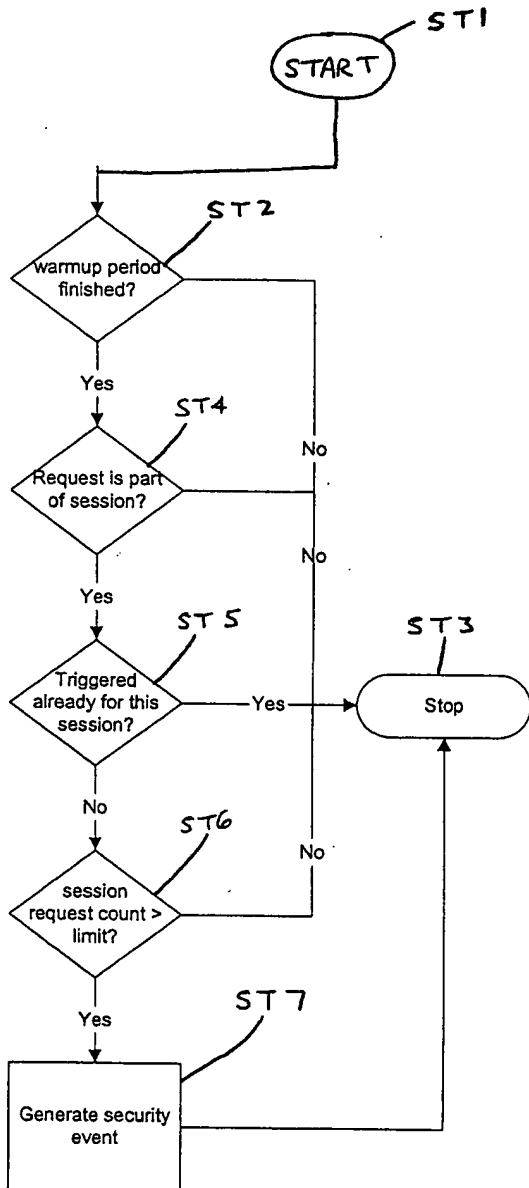 ST1
START
ST2
warmup period
finished?
Yes
ST4
No
Request is part
of session?
No
Yes
ST5
ST3
Triggered
already for this
session?
Yes
Stop
No
ST6
No
session
request count >
limit?
Yes
ST7
Generate security
event